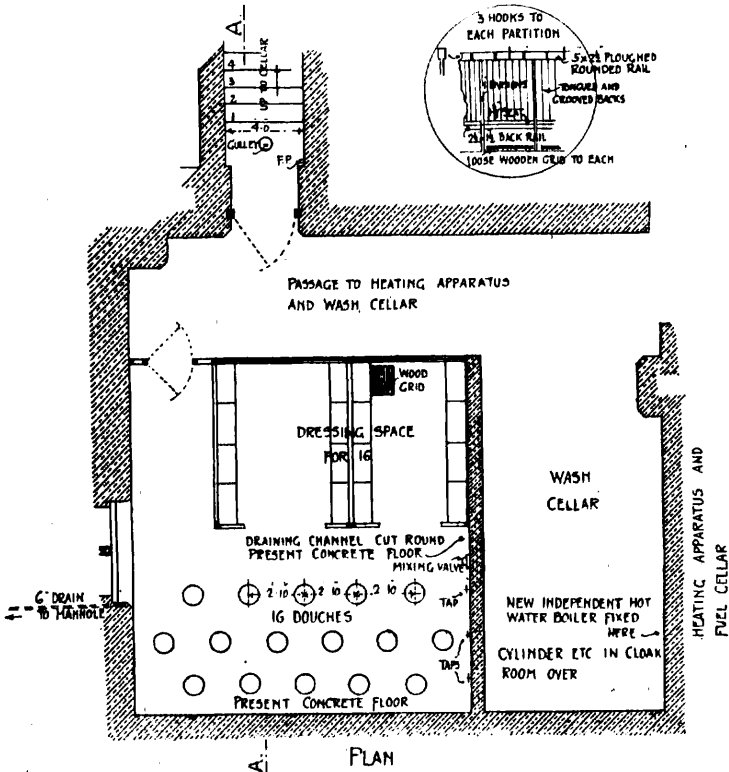 A.
3 HOOKS TO
EACH PARTITION
5 x 2½ PLOUGHED
ROUNDED RAIL
TONGUED AND
GROOVED BACKS
BACK RAIL
LOOSE WOODEN GRID TO EACH
4
3
2
1
UP TO CELLAR
4·0
GULLEY
F.P.
PASSAGE TO HEATING APPARATUS
AND WASH CELLAR
WOOD
GRID
DRESSING SPACE
FOR 16
WASH
CELLAR
HEATING APPARATUS AND
FUEL CELLAR
DRAINING CHANNEL CUT ROUND
PRESENT CONCRETE FLOOR
MIXING VALVE
2 10 2 10 2 10
TAP
16 DOUCHES
6" DRAIN
TO MANHOLE
NEW INDEPENDENT HOT
WATER BOILER FIXED
HERE
CYLINDER ETC IN CLOAK
ROOM OVER
TAPS
PRESENT CONCRETE FLOOR
PLAN
A.